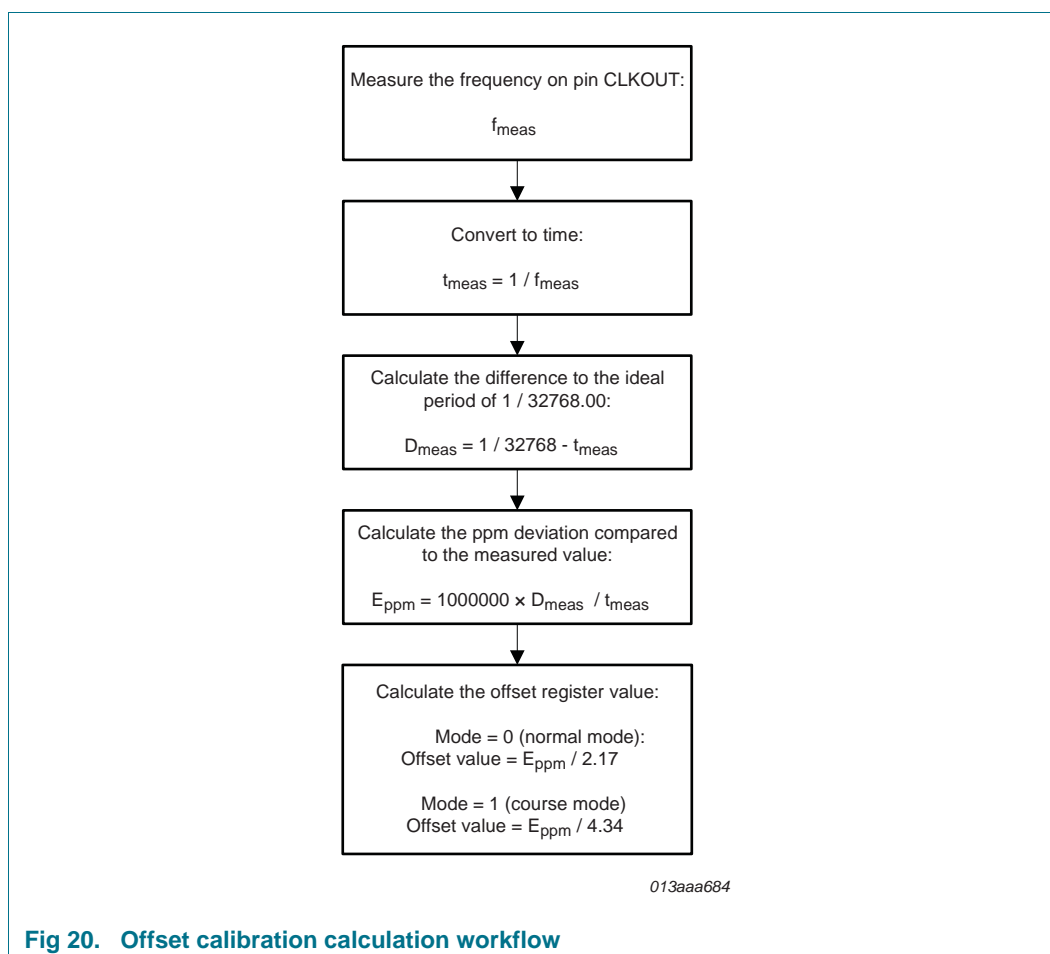 Measure the frequency on pin CLKOUT:
fmeas
Convert to time:
tmeas = 1 / fmeas
Calculate the difference to the ideal
period of 1 / 32768.00:
Dmeas = 1 / 32768 - tmeas
Calculate the ppm deviation compared
to the measured value:
Eppm = 1000000 × Dmeas / tmeas
Calculate the offset register value:
Mode = 0 (normal mode):
Offset value = Eppm / 2.17
Mode = 1 (course mode)
Offset value = Eppm / 4.34
013aaa684
Fig 20. Offset calibration calculation workflow